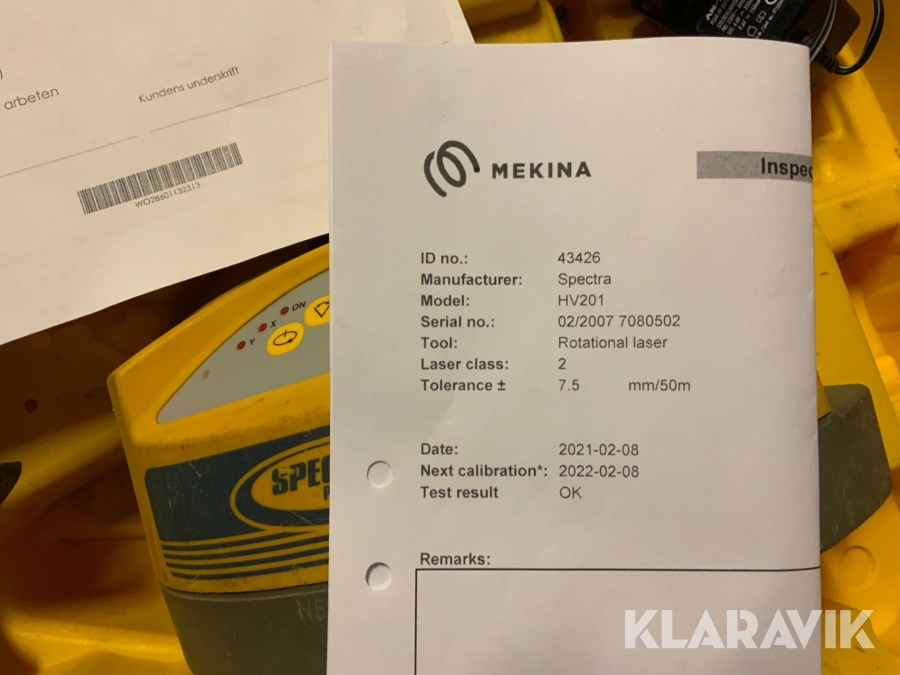 arbeten
Kundens underskrift
WO28601132313
MEKINA
Inspec
ID no.: 43426
Manufacturer: Spectra
Model: HV201
Serial no.: 02/2007 7080502
Tool: Rotational laser
Laser class: 2
Tolerance ± 7.5 mm/50m
Date: 2021-02-08
Next calibration*: 2022-02-08
Test result OK
Remarks:
Y X ON
SPEC
KLARAVIK